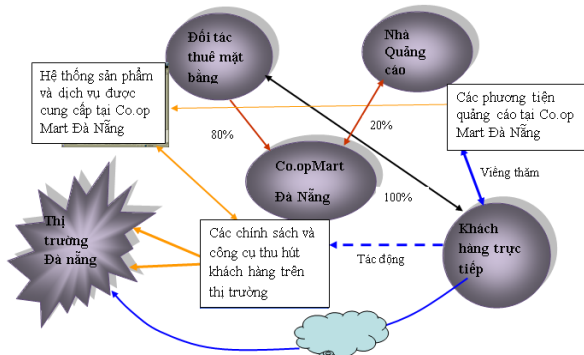 Đối tác
thuê mặt
bằng
Nhà
Quảng
cáo
Hệ thống sản phẩm
và dịch vụ được
cung cấp tại Co.op
Mart Đà Nẵng
Các phương tiện
quảng cáo tại Co.op
Mart Đà Nẵng
80%
20%
Co.opMart
Đà Nẵng
100%
Viếng thăm
Thị
trường
Đà nẵng
Các chính sách và
công cụ thu hút
khách hàng trên
thị trường
Tác động
Khách
hàng trực
tiếp